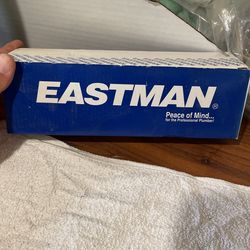 EASTMAN®
Peace of Mind...
for the Professional Plumber!